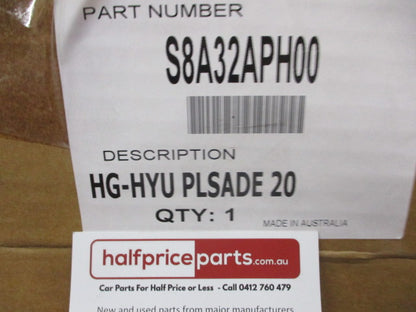 PART NUMBER
S8A32APH00
DESCRIPTION
HG-HYU PLSADE 20
QTY: 1
MADE IN AUSTRALIA
halfpriceparts.com.au
Car Parts For Half Price or Less - Call 0412 760 479
New and used parts from major manufacturers